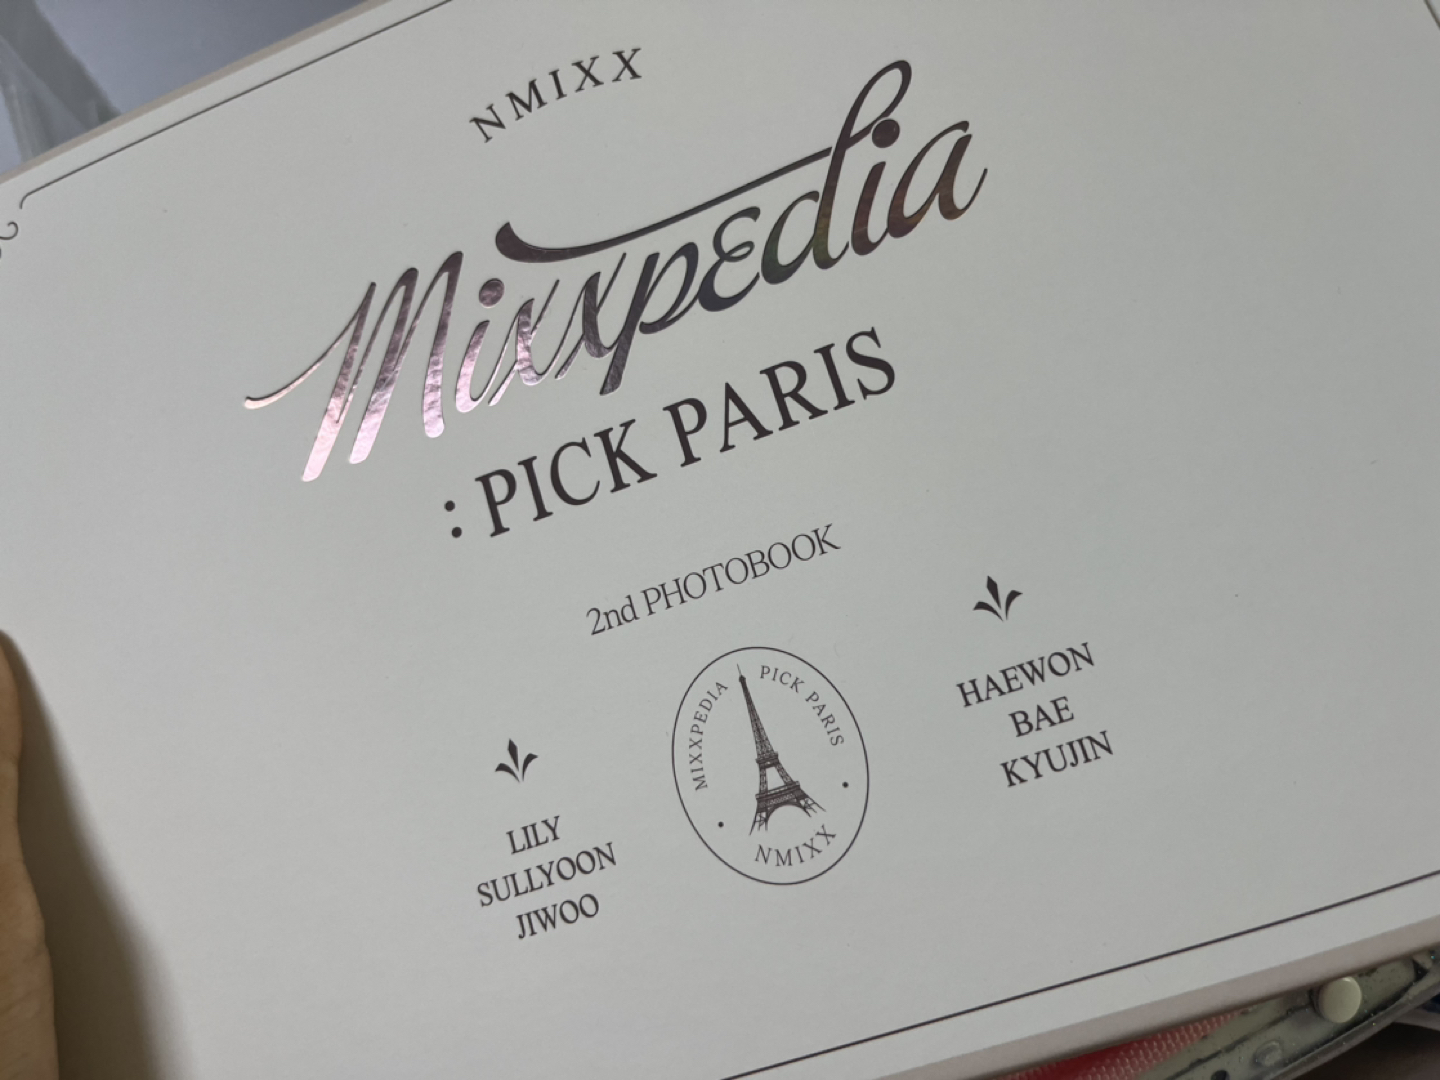 NMIXX
Mixxpedia
: PICK PARIS
2nd PHOTOBOOK
LILY
SULLYOON
JIWOO
MIXXPEDIA PICK PARIS
NMIXX
HAEWON
BAE
KYUJIN